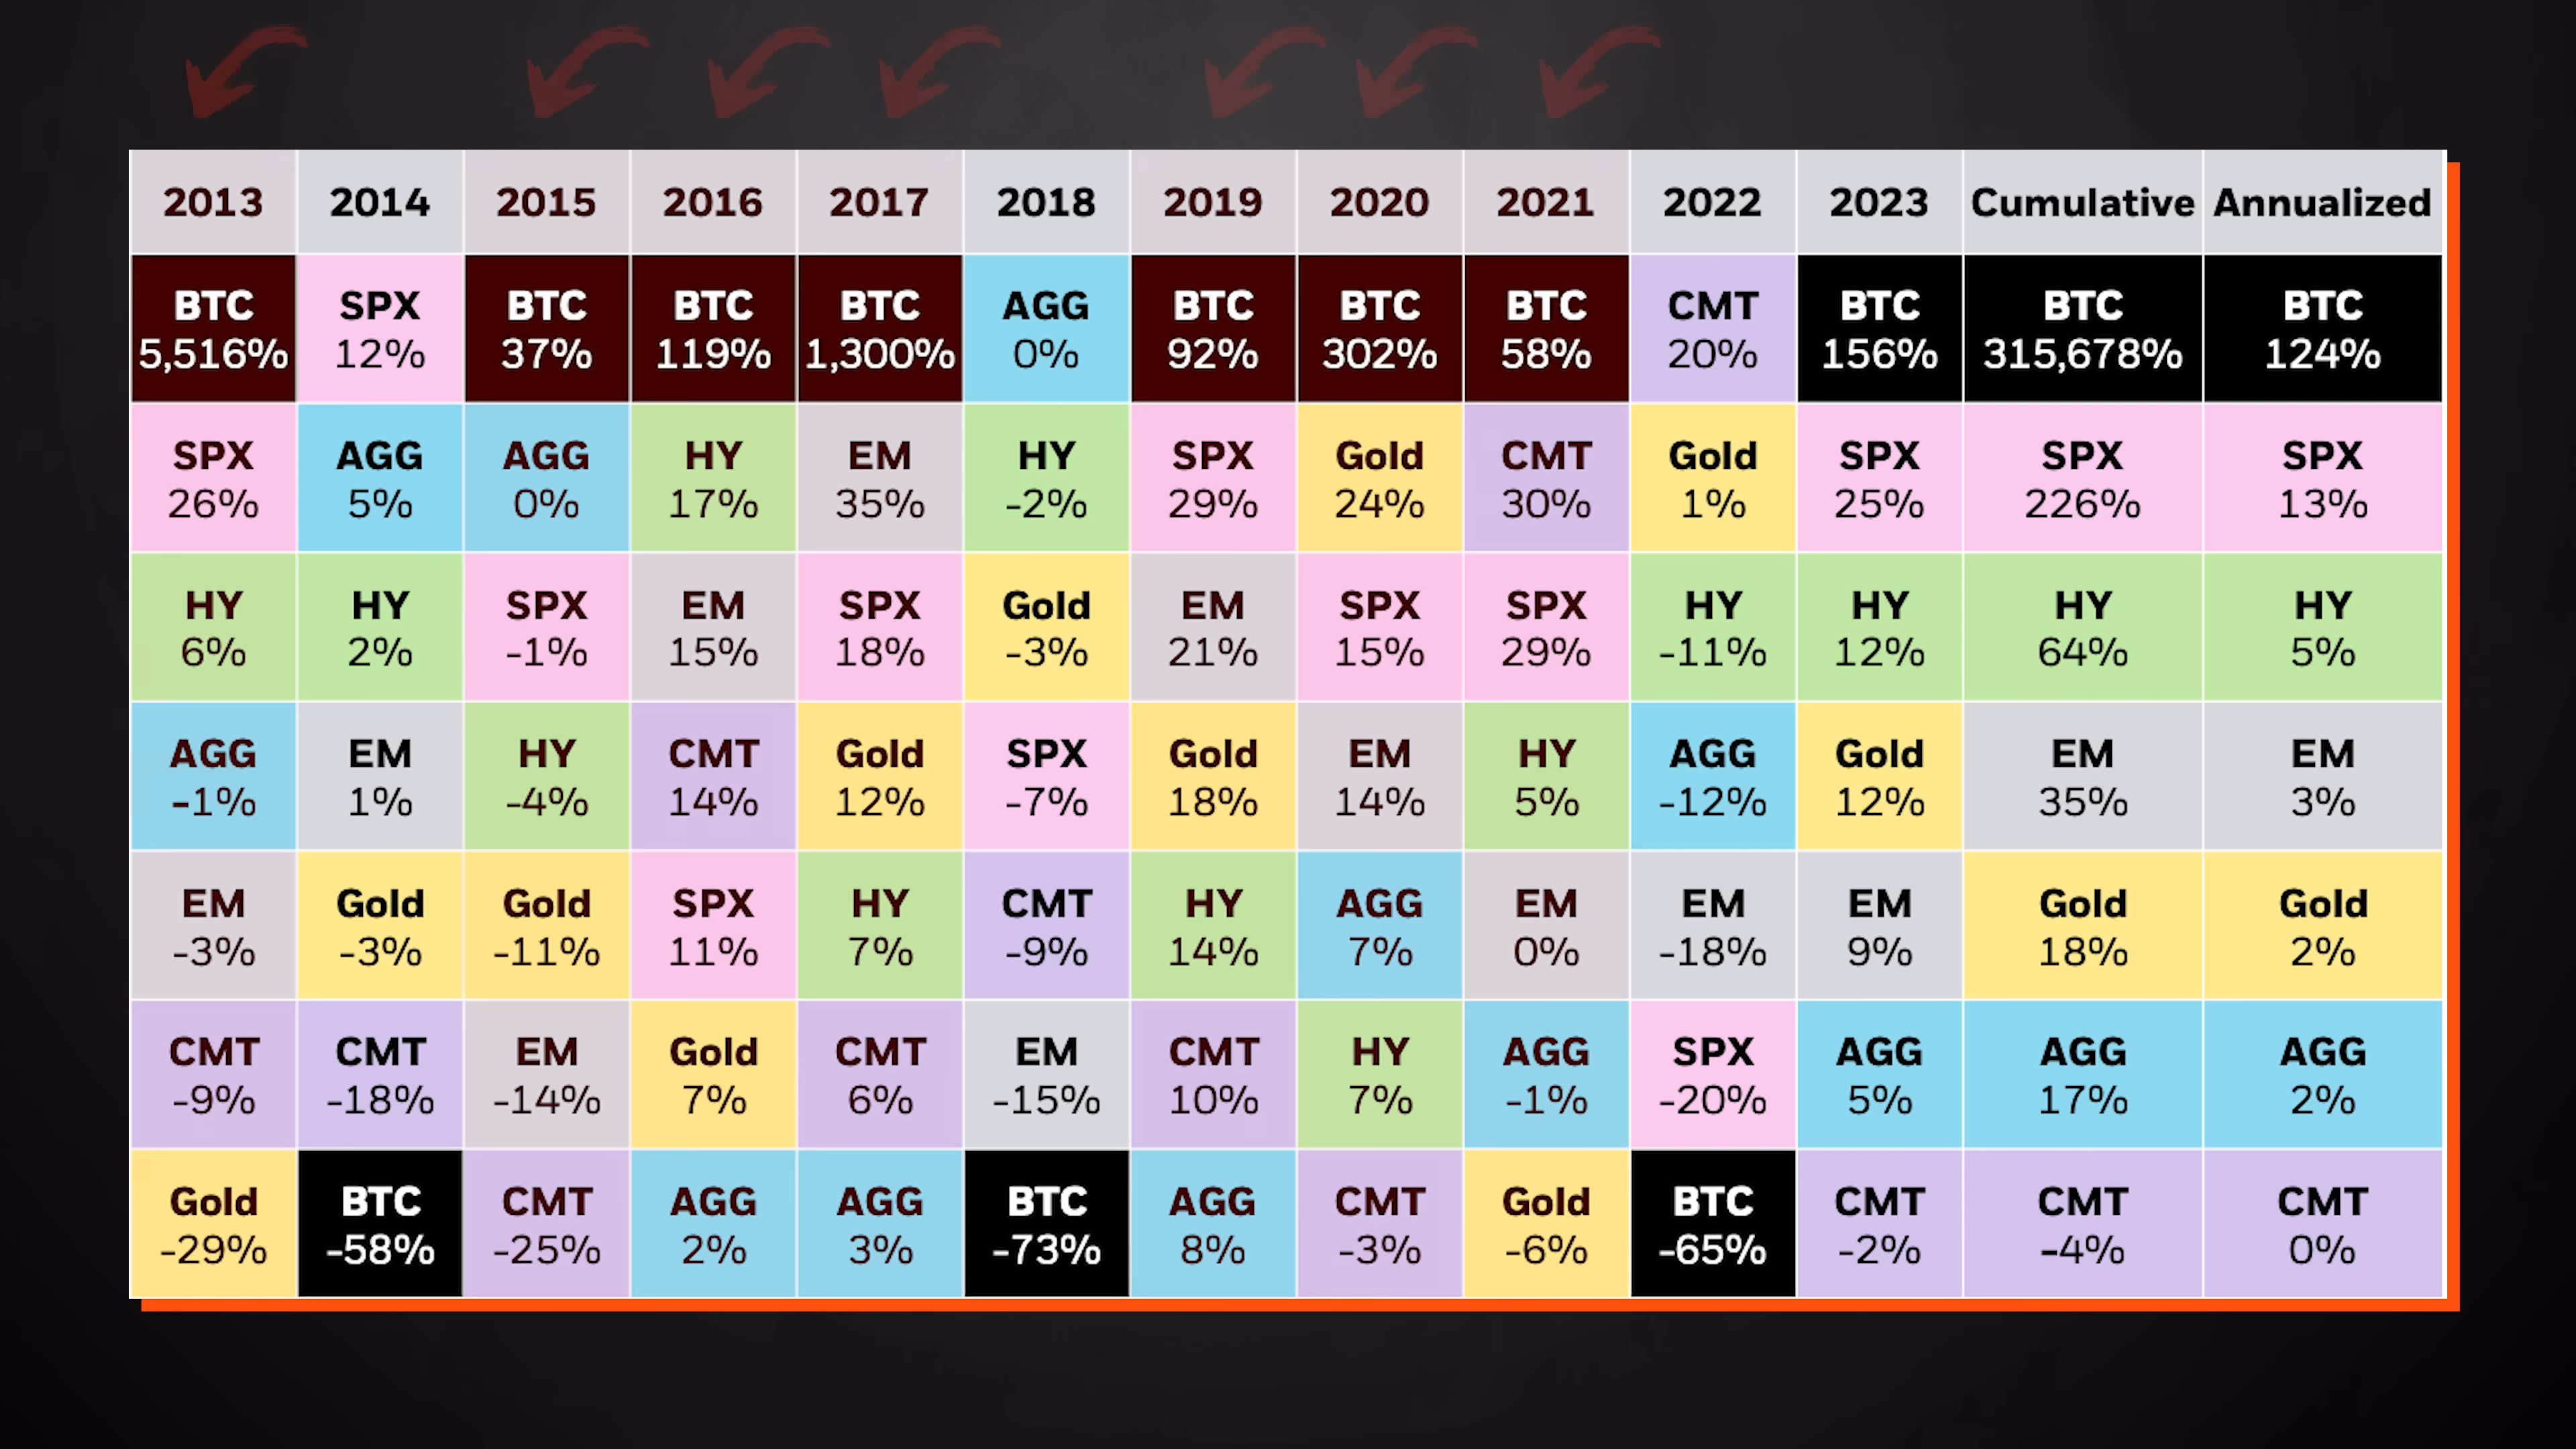 2013 2014 2015 2016 2017 2018 2019 2020 2021 2022 2023 Cumulative Annualized
BTC SPX BTC BTC BTC AGG BTC BTC BTC CMT BTC BTC BTC
5,516% 12% 37% 119% 1,300% 0% 92% 302% 58% 20% 156% 315,678% 124%
SPX AGG AGG HY EM HY SPX Gold CMT Gold SPX SPX SPX
26% 5% 0% 17% 35% -2% 29% 24% 30% 1% 25% 226% 13%
HY HY SPX EM SPX Gold EM SPX SPX HY HY HY HY
6% 2% -1% 15% 18% -3% 21% 15% 29% -11% 12% 64% 5%
AGG EM HY CMT Gold SPX Gold EM HY AGG Gold EM EM
-1% 1% -4% 14% 12% -7% 18% 14% 5% -12% 12% 35% 3%
EM Gold Gold SPX HY CMT HY AGG EM EM EM Gold Gold
-3% -3% -11% 11% 7% -9% 14% 7% 0% -18% 9% 18% 2%
CMT CMT EM Gold CMT EM CMT HY AGG SPX AGG AGG AGG
-9% -18% -14% 7% 6% -15% 10% 7% -1% -20% 5% 17% 2%
Gold BTC CMT AGG AGG BTC AGG CMT Gold BTC CMT CMT CMT
-29% -58% -25% 2% 3% -73% 8% -3% -6% -65% -2% -4% 0%